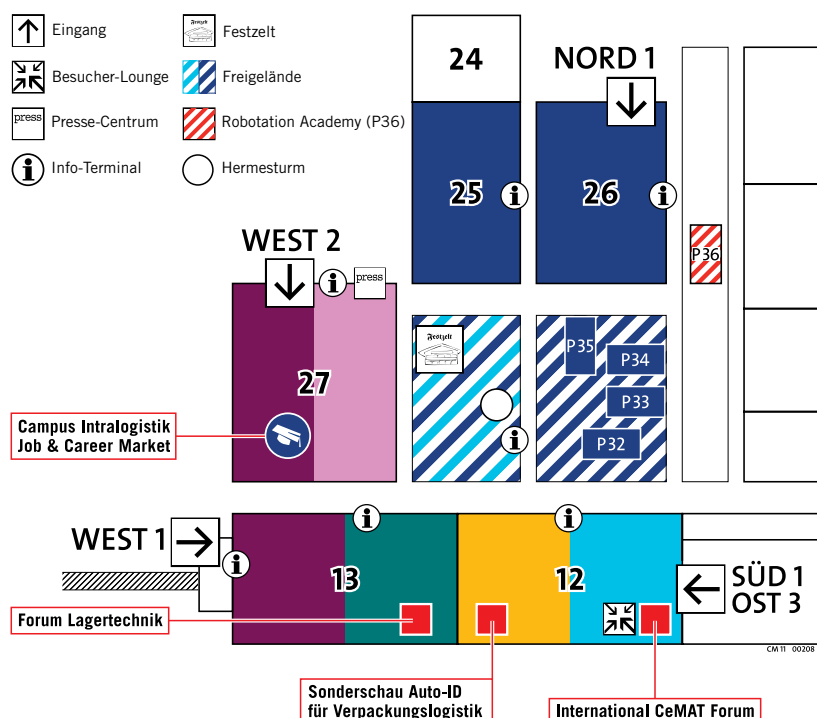 Eingang
Festzelt
Besucher-Lounge
Freigelände
press
Presse-Centrum
Robotation Academy (P36)
Info-Terminal
Hermesturm
24
NORD 1
25
26
WEST 2
press
P36
Festzelt
P35
P34
27
P33
Campus Intralogistik
Job & Career Market
P32
WEST 1
13
12
SÜD 1
OST 3
Forum Lagertechnik
CM 11 00208
Sonderschau Auto-ID
für Verpackungslogistik
International CeMAT Forum